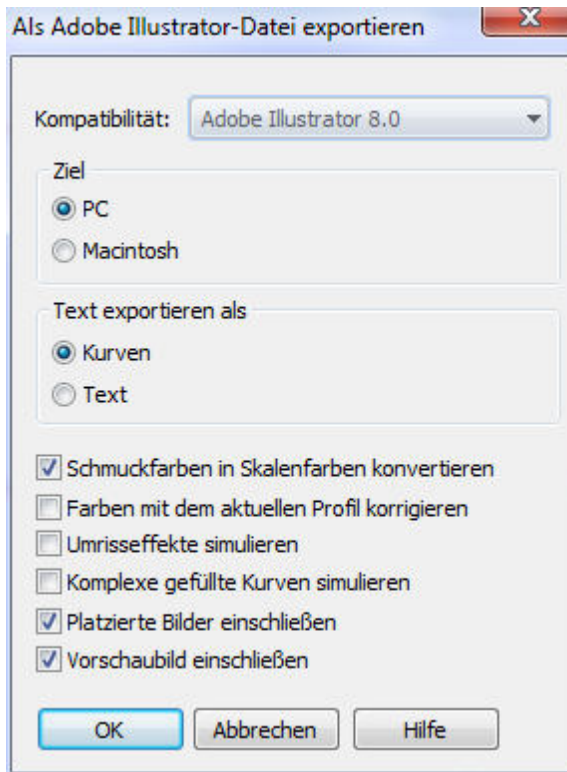 Als Adobe Illustrator-Datei exportieren
Kompatibilität: Adobe Illustrator 8.0
Ziel
PC
Macintosh
Text exportieren als
Kurven
Text
Schmuckfarben in Skalenfarben konvertieren
Farben mit dem aktuellen Profil korrigieren
Umrisseffekte simulieren
Komplexe gefüllte Kurven simulieren
Platzierte Bilder einschließen
Vorschaubild einschließen
OK Abbrechen Hilfe